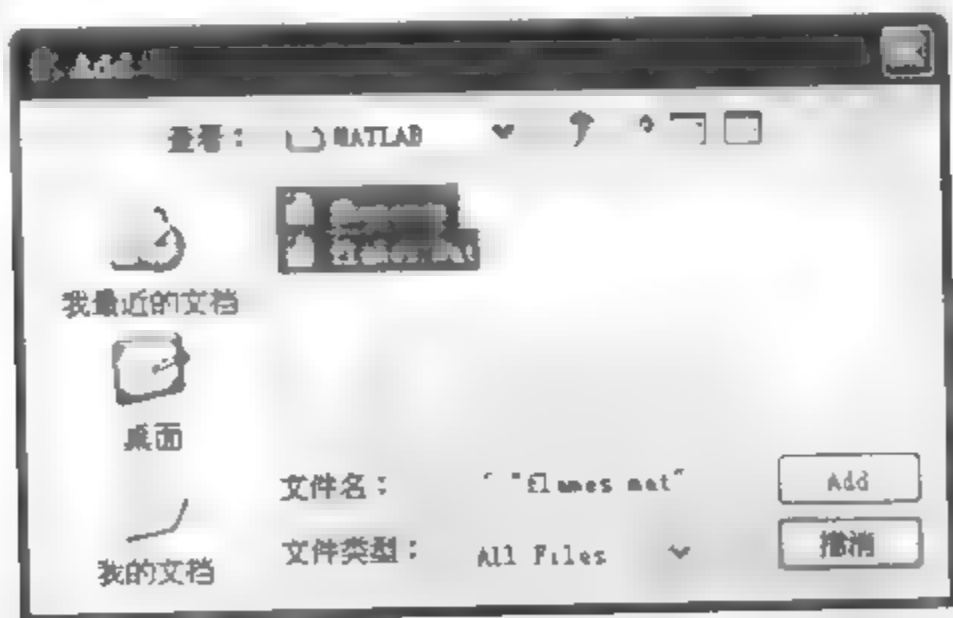 查看: MATLAB
我最近的文档
桌面
我的文档
文件名: "flames mat"
文件类型: All Files
Add
撤消